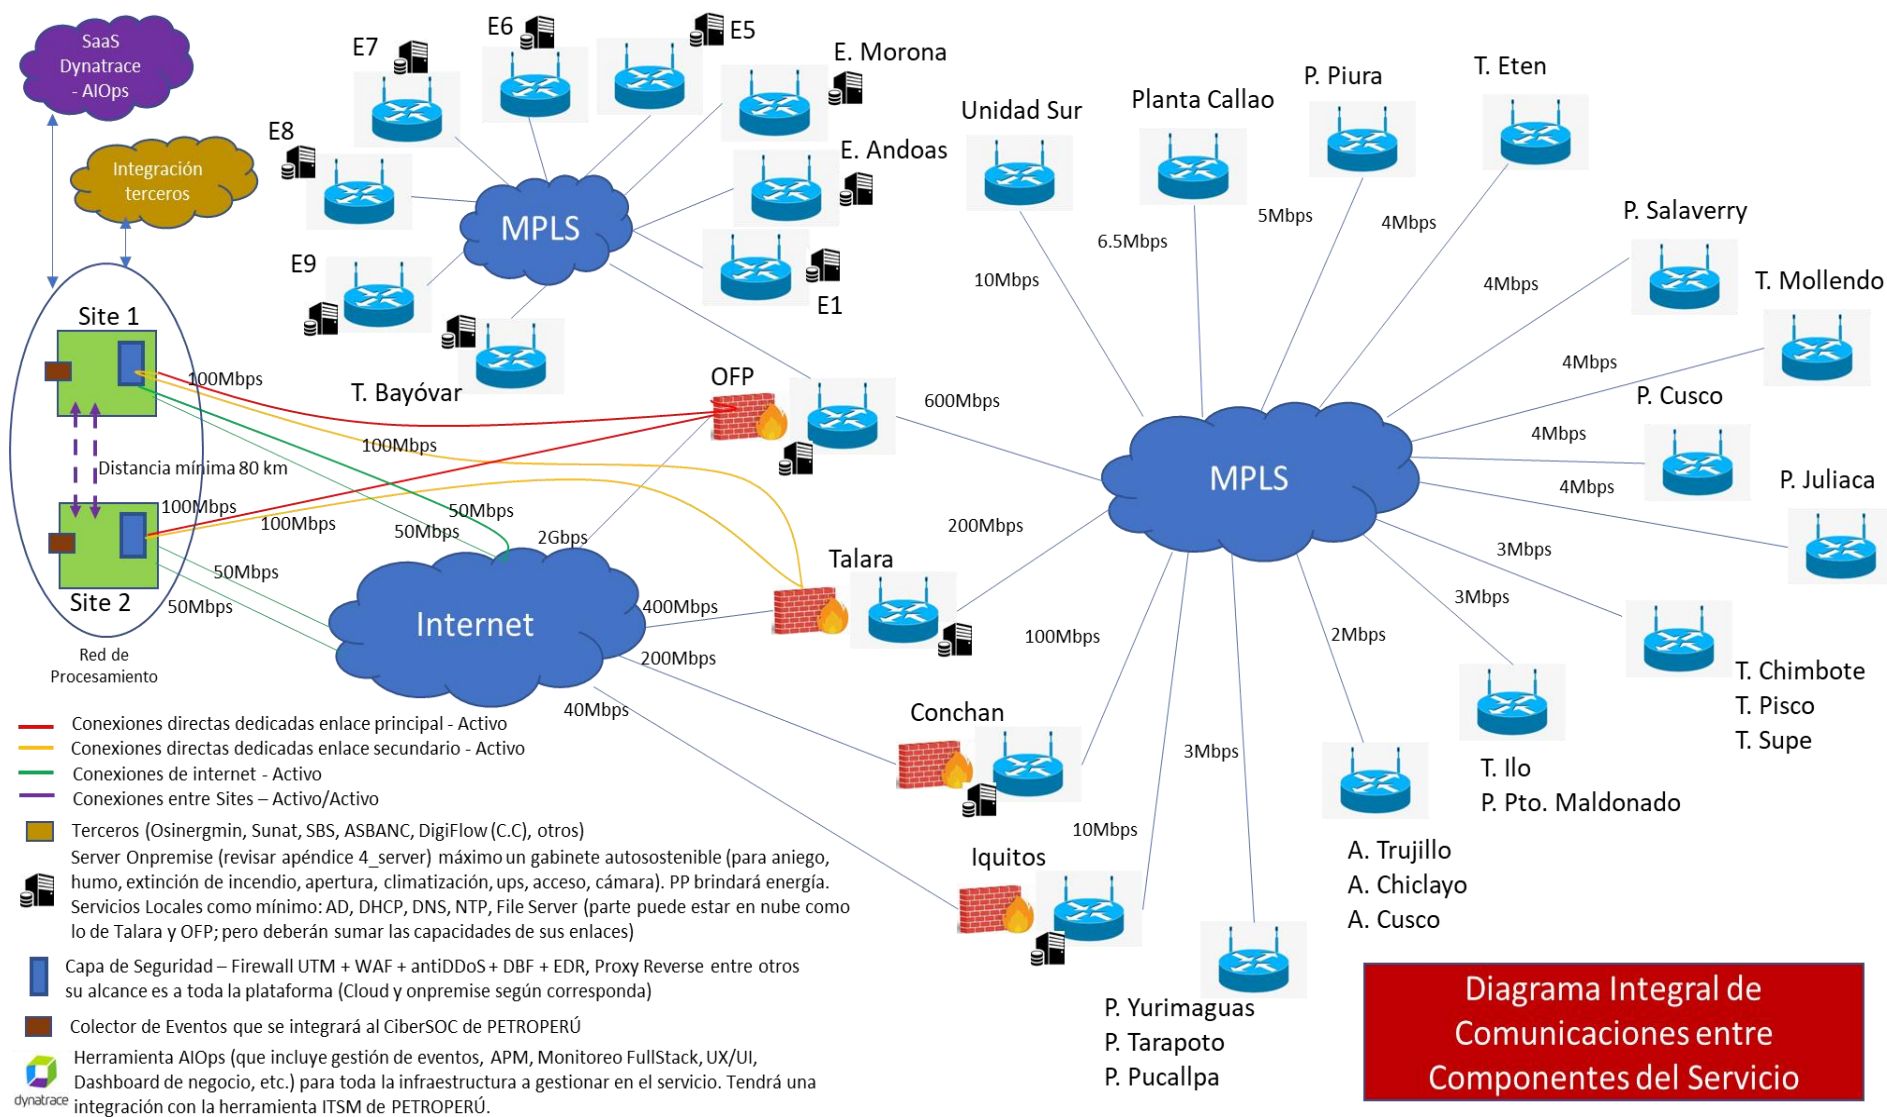 SaaS
Dynatrace
- AIOps
Integración
terceros
E7
E6
E5
E. Morona
E8
E. Andoas
MPLS
E9
E1
T. Bayóvar
Unidad Sur
Planta Callao
P. Piura
T. Eten
P. Salaverry
T. Mollendo
P. Cusco
P. Juliaca
10Mbps
6.5Mbps
5Mbps
4Mbps
4Mbps
4Mbps
4Mbps
4Mbps
Site 1
100Mbps
OFP
600Mbps
100Mbps
Distancia mínima 80 km
MPLS
100Mbps
100Mbps
50Mbps
50Mbps
2Gbps
200Mbps
Site 2
50Mbps
50Mbps
Internet
400Mbps
Talara
200Mbps
40Mbps
100Mbps
3Mbps
3Mbps
2Mbps
T. Chimbote
T. Pisco
T. Supe
Red de
Procesamiento
Conchan
3Mbps
10Mbps
Iquitos
T. Ilo
P. Pto. Maldonado
A. Trujillo
A. Chiclayo
A. Cusco
P. Yurimaguas
P. Tarapoto
P. Pucallpa
Conexiones directas dedicadas enlace principal - Activo
Conexiones directas dedicadas enlace secundario - Activo
Conexiones de internet - Activo
Conexiones entre Sites – Activo/Activo
Terceros (Osinergmin, Sunat, SBS, ASBANC, DigiFlow (C.C), otros)
Server Onpremise (revisar apéndice 4_server) máximo un gabinete autosostenible (para aniego,
humo, extinción de incendio, apertura, climatización, ups, acceso, cámara). PP brindará energía.
Servicios Locales como mínimo: AD, DHCP, DNS, NTP, File Server (parte puede estar en nube como
lo de Talara y OFP; pero deberán sumar las capacidades de sus enlaces)
Capa de Seguridad – Firewall UTM + WAF + antiDDoS + DBF + EDR, Proxy Reverse entre otros
su alcance es a toda la plataforma (Cloud y onpremise según corresponda)
Colector de Eventos que se integrará al CiberSOC de PETROPERÚ
Herramienta AIOps (que incluye gestión de eventos, APM, Monitoreo FullStack, UX/UI,
Dashboard de negocio, etc.) para toda la infraestructura a gestionar en el servicio. Tendrá una
integración con la herramienta ITSM de PETROPERÚ.
dynatrace
Diagrama Integral de
Comunicaciones entre
Componentes del Servicio